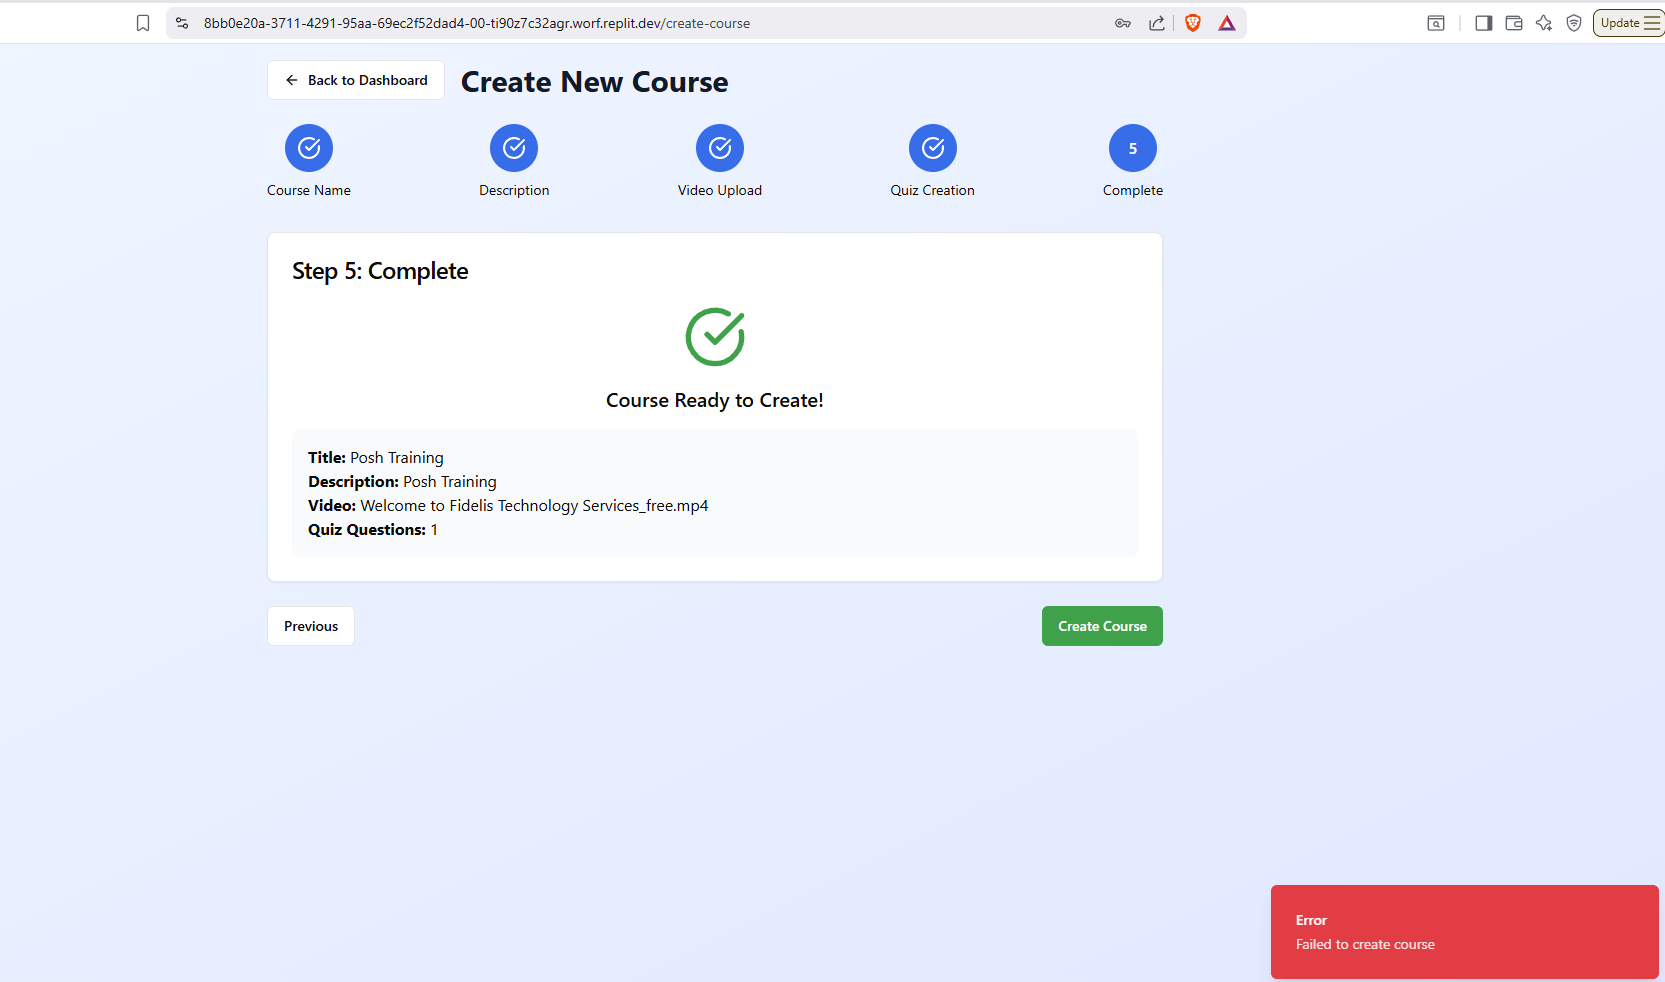 8bb0e20a-3711-4291-95aa-69ec2f52dad4-00-ti90z7c32agr.worf.replit.dev/create-course
Update
Back to Dashboard
Create New Course
5
Course Name
Description
Video Upload
Quiz Creation
Complete
Step 5: Complete
Course Ready to Create!
Title: Posh Training
Description: Posh Training
Video: Welcome to Fidelis Technology Services_free.mp4
Quiz Questions: 1
Previous
Create Course
Error
Failed to create course